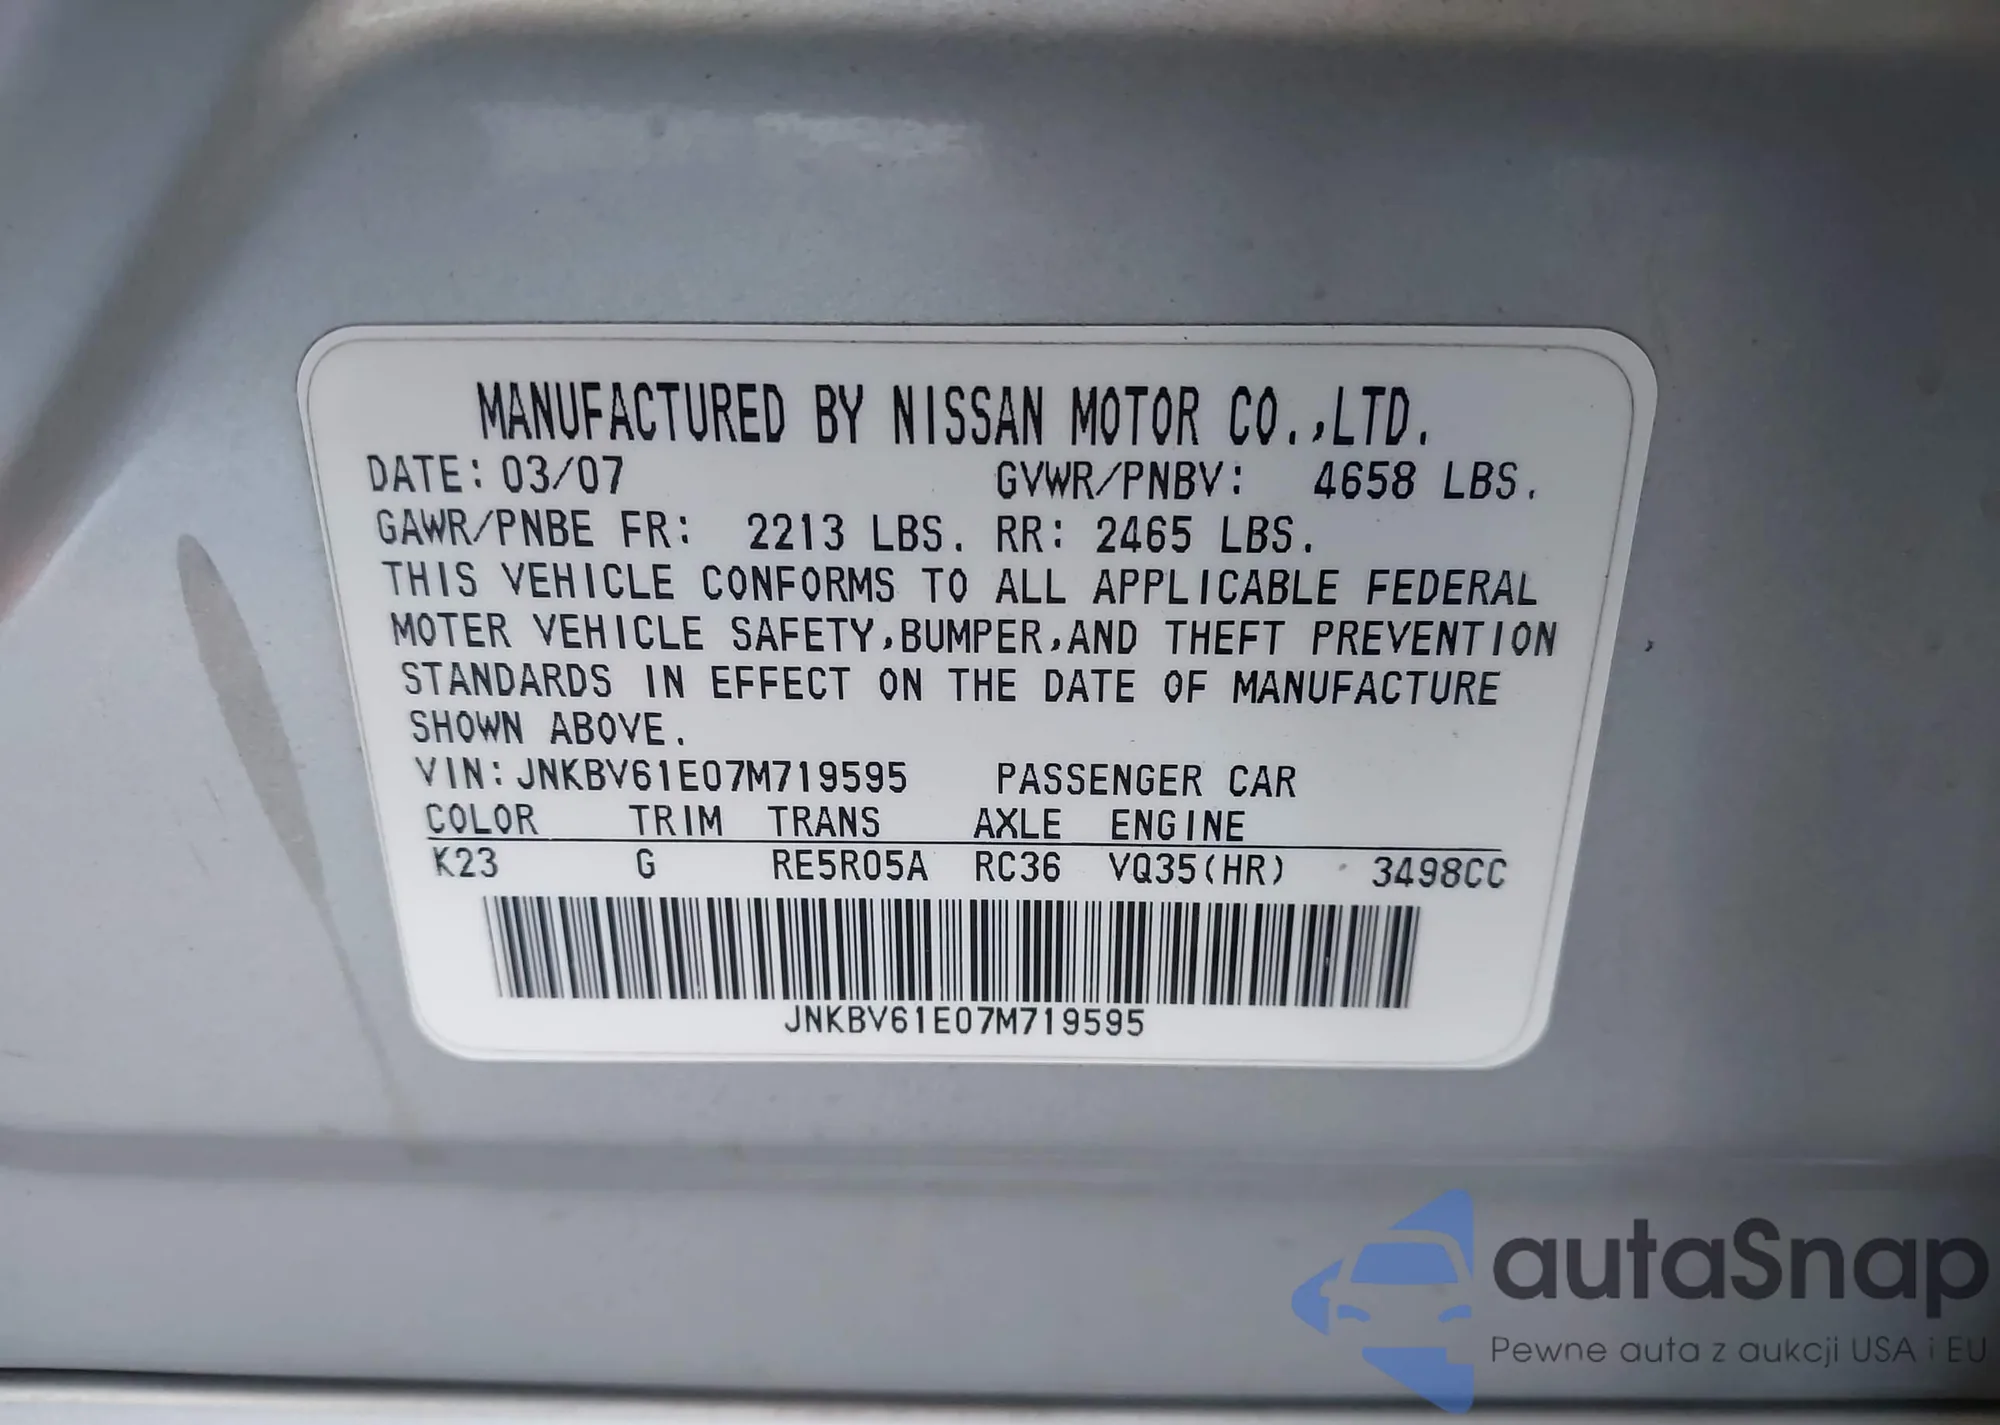 MANUFACTURED BY NISSAN MOTOR CO.,LTD.
DATE: 03/07 GVWR/PNBV: 4658 LBS.
GAWR/PNBE FR: 2213 LBS. RR: 2465 LBS.
THIS VEHICLE CONFORMS TO ALL APPLICABLE FEDERAL
MOTER VEHICLE SAFETY,BUMPER,AND THEFT PREVENTION
STANDARDS IN EFFECT ON THE DATE OF MANUFACTURE
SHOWN ABOVE.
VIN:JNKBV61E07M719595 PASSENGER CAR
COLOR TRIM TRANS AXLE ENGINE
K23 G RE5R05A RC36 VQ35(HR) 3498CC
JNKBV61E07M719595
autaSnap
Pewne auta z aukcji USA i EU